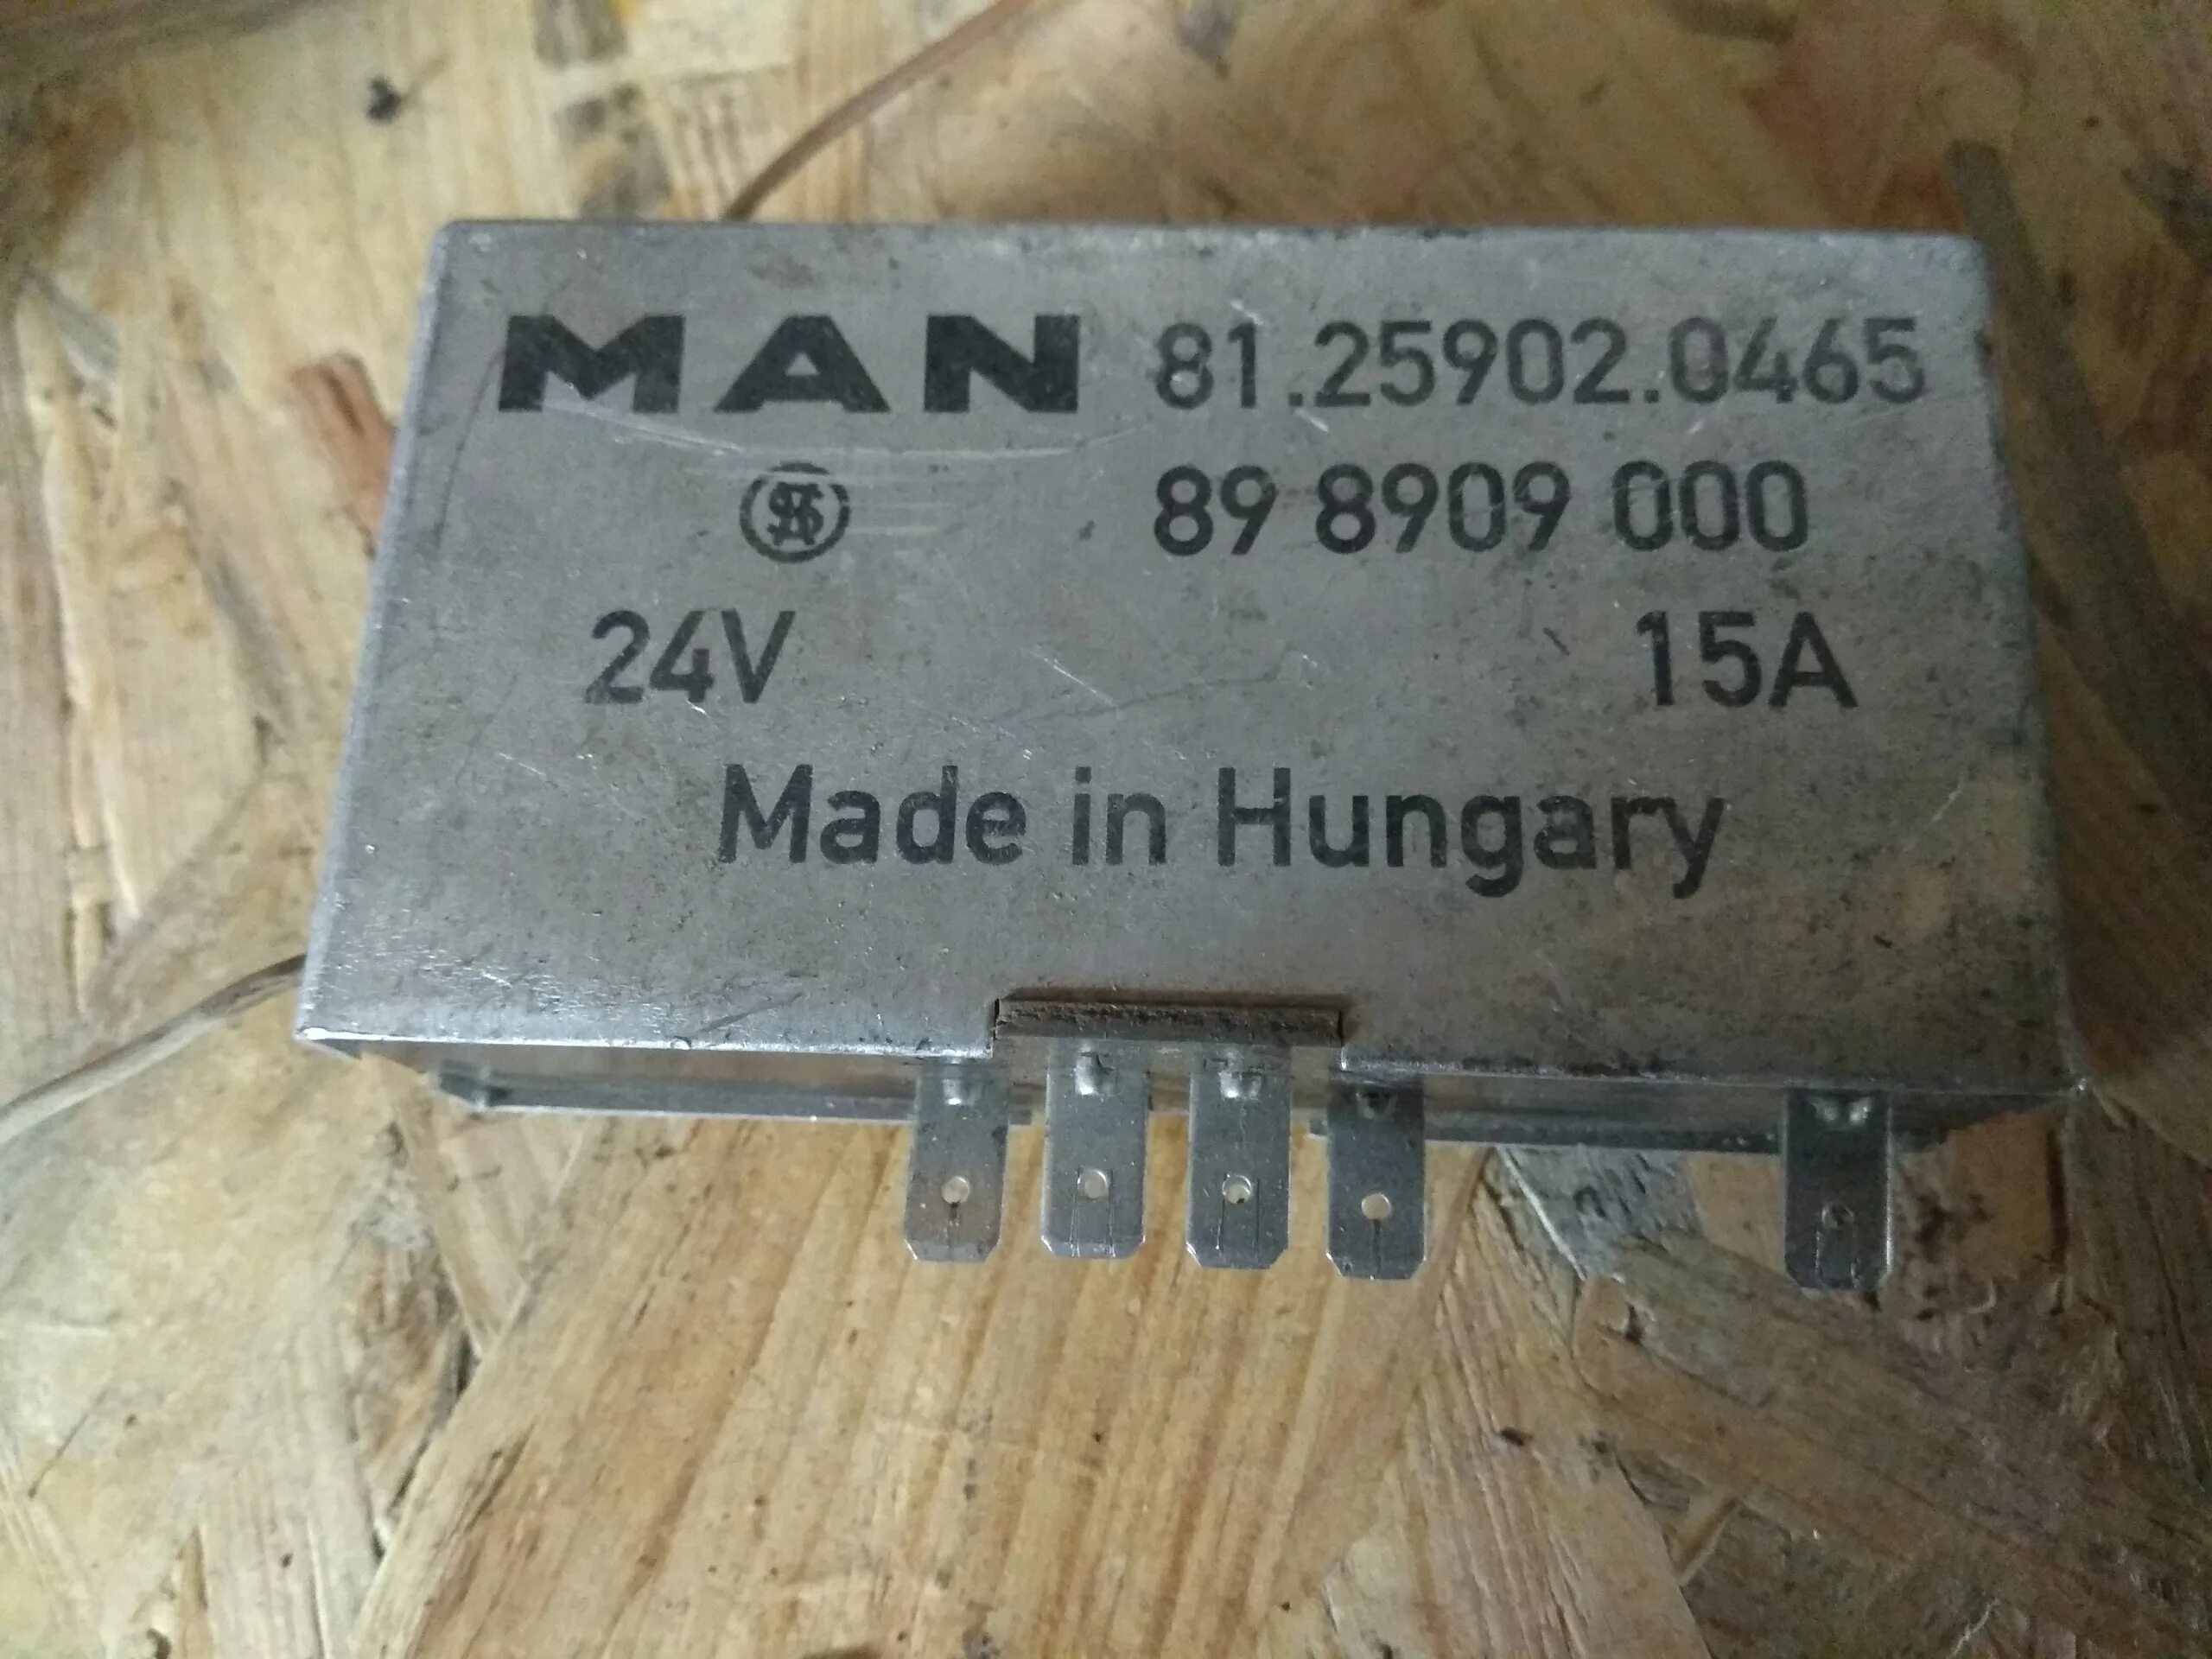 MAN 81.25902.0465
89 8909 000
24V 15A
Made in Hungary